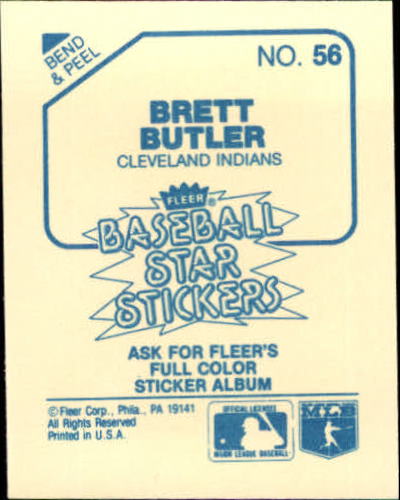 BEND
& PEEL
NO. 56
BRETT
BUTLER
CLEVELAND INDIANS
FLEER®
BASEBALL
STAR
STICKERS
ASK FOR FLEER'S
FULL COLOR
STICKER ALBUM
© Fleer Corp., Phila., PA 19141
All Rights Reserved
Printed in U.S.A.
OFFICIAL LICENSEE
MAJOR LEAGUE BASEBALL
MLB